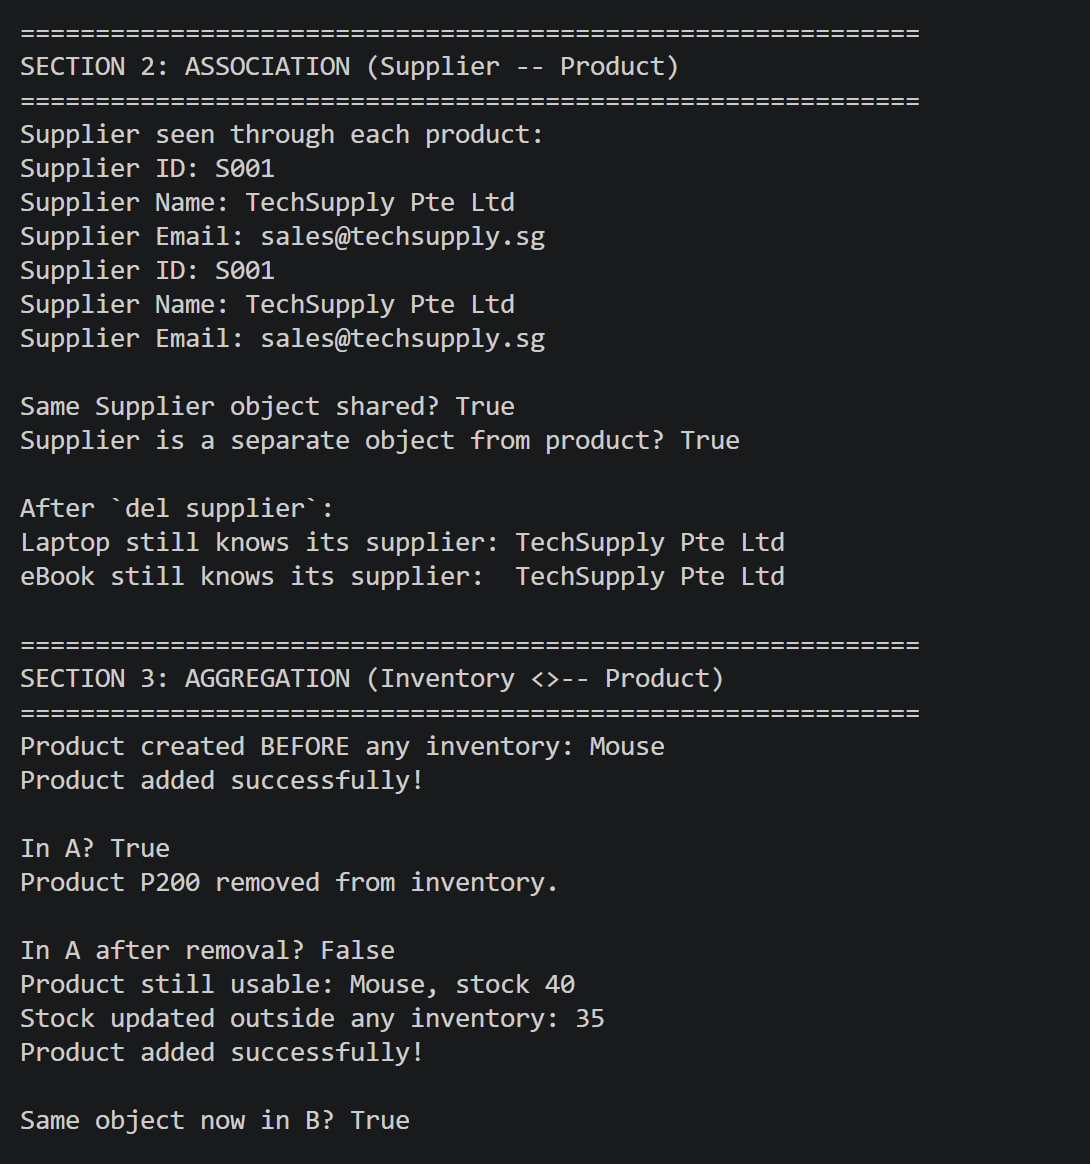 ============================================================
SECTION 2: ASSOCIATION (Supplier -- Product)
============================================================
Supplier seen through each product:
Supplier ID: S001
Supplier Name: TechSupply Pte Ltd
Supplier Email: sales@techsupply.sg
Supplier ID: S001
Supplier Name: TechSupply Pte Ltd
Supplier Email: sales@techsupply.sg

Same Supplier object shared? True
Supplier is a separate object from product? True

After `del supplier`:
Laptop still knows its supplier: TechSupply Pte Ltd
eBook still knows its supplier:  TechSupply Pte Ltd

============================================================
SECTION 3: AGGREGATION (Inventory <>-- Product)
============================================================
Product created BEFORE any inventory: Mouse
Product added successfully!

In A? True
Product P200 removed from inventory.

In A after removal? False
Product still usable: Mouse, stock 40
Stock updated outside any inventory: 35
Product added successfully!

Same object now in B? True